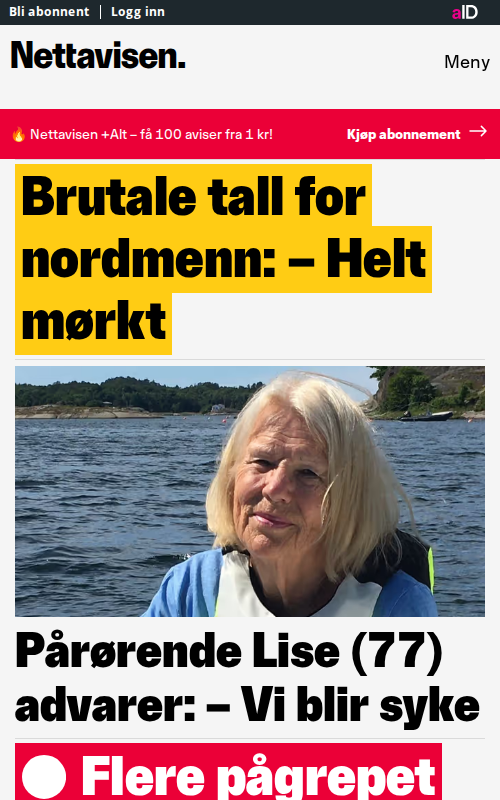 Bli abonnent | Logg inn aID
Nettavisen.
Meny
🔥 Nettavisen +Alt – få 100 aviser fra 1 kr! Kjøp abonnement →
Brutale tall for
nordmenn: – Helt
mørkt
Pårørende Lise (77)
advarer: – Vi blir syke
Flere pågrepet